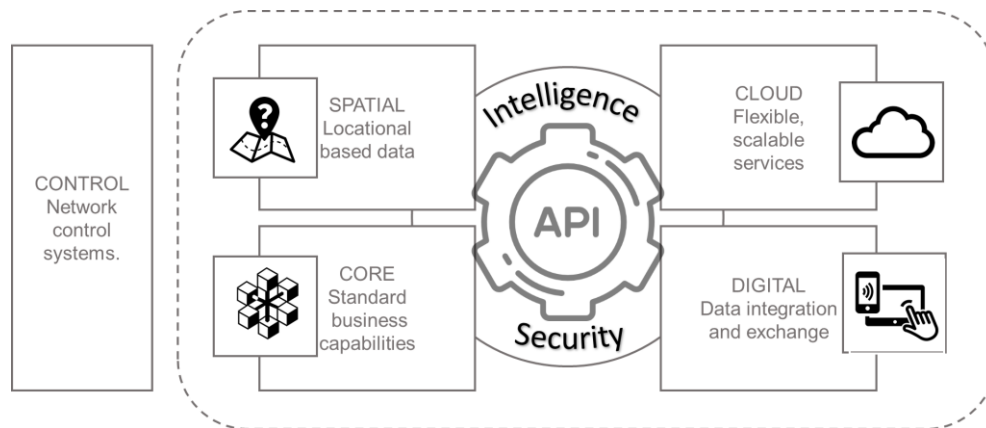 CONTROL
Network
control
systems.
SPATIAL
Locational
based data
CORE
Standard
business
capabilities
Intelligence
API
Security
CLOUD
Flexible,
scalable
services
DIGITAL
Data integration
and exchange
?